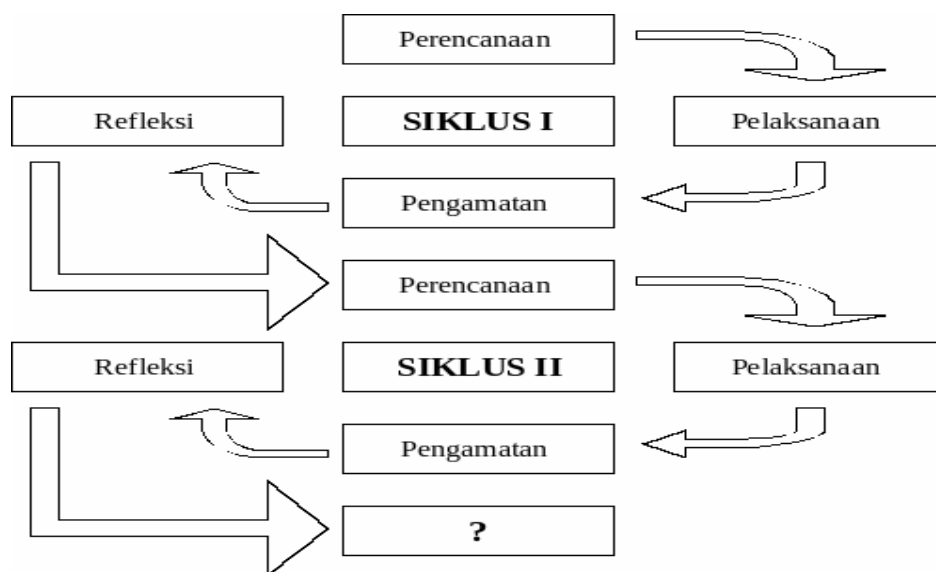 Perencanaan
Refleksi
SIKLUS I
Pelaksanaan
Pengamatan
Perencanaan
Refleksi
SIKLUS II
Pelaksanaan
Pengamatan
?